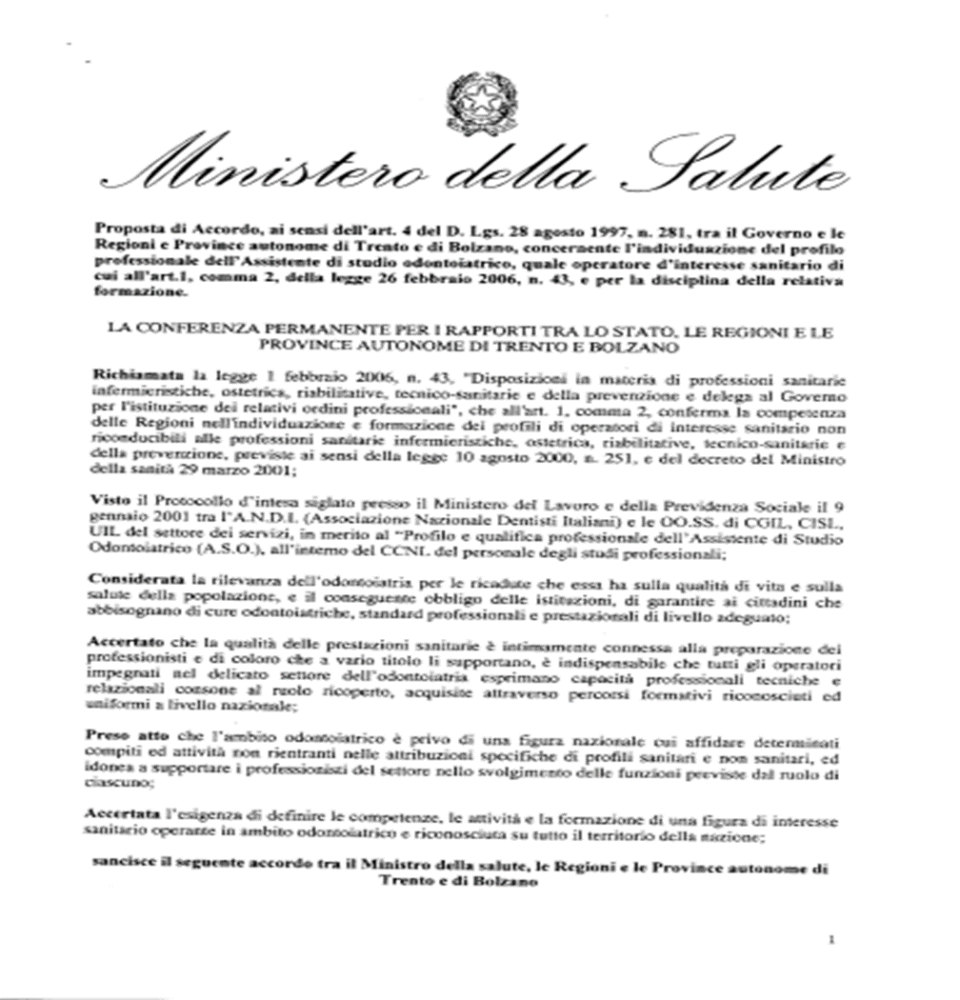 Ministero della Salute
Proposta di Accordo, ai sensi dell'art. 4 del D. Lgs. 28 agosto 1997, n. 281, tra il Governo e le
Regioni e Province autonome di Trento e di Bolzano, concernente l'individuazione del profilo
professionale dell'Assistente di studio odontoiatrico, quale operatore d'interesse sanitario di
cui all'art.1, comma 2, della legge 26 febbraio 2006, n. 43, e per la disciplina della relativa
formazione.
LA CONFERENZA PERMANENTE PER I RAPPORTI TRA LO STATO, LE REGIONI E LE
PROVINCE AUTONOME DI TRENTO E BOLZANO
Richiamata la legge 1 febbraio 2006, n. 43, "Disposizioni in materia di professioni sanitarie
infermieristiche, ostetrica, riabilitative, tecnico-sanitarie e della prevenzione e delega al Governo
per l'istituzione dei relativi ordini professionali", che all'art. 1, comma 2, conferma la competenza
delle Regioni nell'individuazione e formazione dei profili di operatori di interesse sanitario non
riconducibili alle professioni sanitarie infermieristiche, ostetrica, riabilitative, tecnico-sanitarie e
della prevenzione, previste ai sensi della legge 10 agosto 2000, n. 251, e del decreto del Ministro
della sanità 29 marzo 2001;
Visto il Protocollo d'intesa siglato presso il Ministero del Lavoro e della Previdenza Sociale il 9
gennaio 2001 tra l'A.N.D.I. (Associazione Nazionale Dentisti Italiani) e le OO.SS. di CGIL, CISL,
UIL del settore dei servizi, in merito al "Profilo e qualifica professionale dell'Assistente di Studio
Odontoiatrico (A.S.O.), all'interno del CCNL del personale degli studi professionali;
Considerata la rilevanza dell'odontoiatria per le ricadute che essa ha sulla qualità di vita e sulla
salute della popolazione, e il conseguente obbligo delle istituzioni, di garantire ai cittadini che
abbisognano di cure odontoiatriche, standard professionali e prestazionali di livello adeguato;
Accertato che la qualità delle prestazioni sanitarie è intimamente connessa alla preparazione dei
professionisti e di coloro che a vario titolo li supportano, è indispensabile che tutti gli operatori
impegnati nel delicato settore dell'odontoiatria esprimano capacità professionali tecniche e
relazionali consone al ruolo ricoperto, acquisite attraverso percorsi formativi riconosciuti ed
uniformi a livello nazionale;
Preso atto che l'ambito odontoiatrico è privo di una figura nazionale cui affidare determinati
compiti ed attività non rientranti nelle attribuzioni specifiche di profili sanitari e non sanitari, ed
idonea a supportare i professionisti del settore nello svolgimento delle funzioni previste dal ruolo di
ciascuno;
Accertata l'esigenza di definire le competenze, le attività e la formazione di una figura di interesse
sanitario operante in ambito odontoiatrico e riconosciuta su tutto il territorio della nazione;
sancisce il seguente accordo tra il Ministro della salute, le Regioni e le Province autonome di
Trento e di Bolzano
1